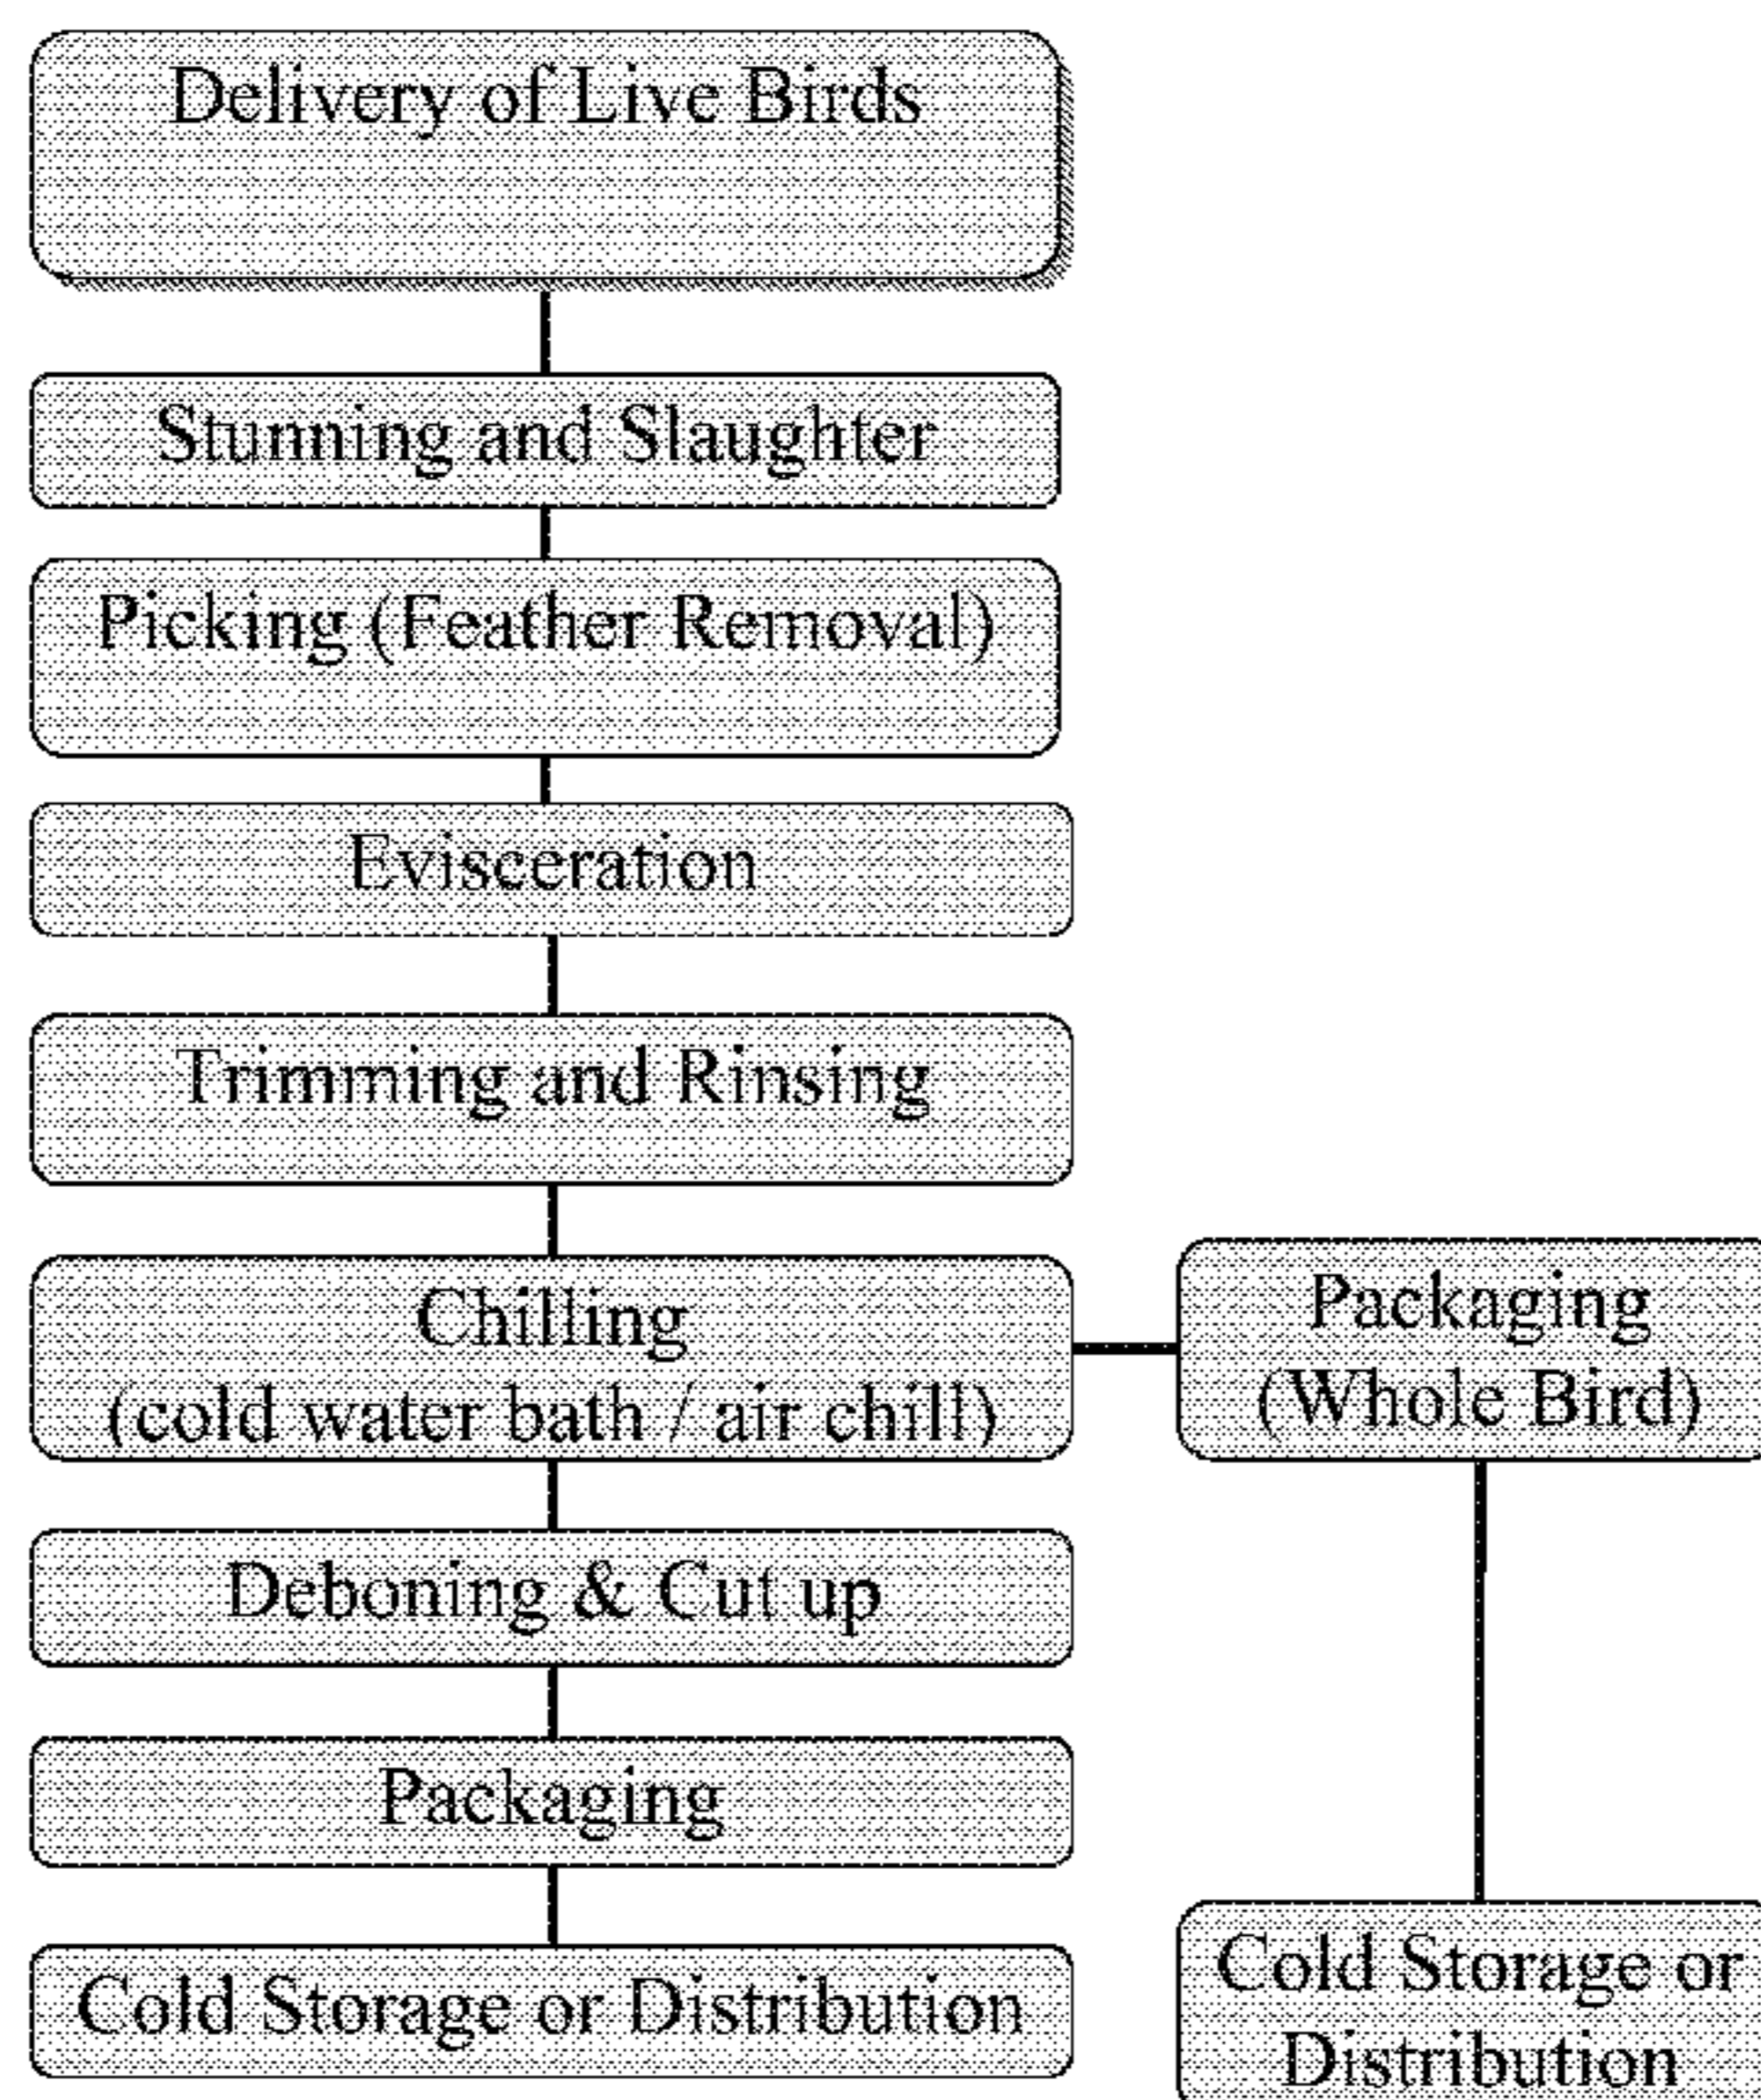 Delivery of Live Birds
Stunning and Slaughter
Picking (Feather Removal)
Evisceration
Trimming and Rinsing
Chilling
(cold water bath / air chill)
Packaging
(Whole Bird)
Deboning & Cut up
Packaging
Cold Storage or Distribution
Cold Storage or
Distribution